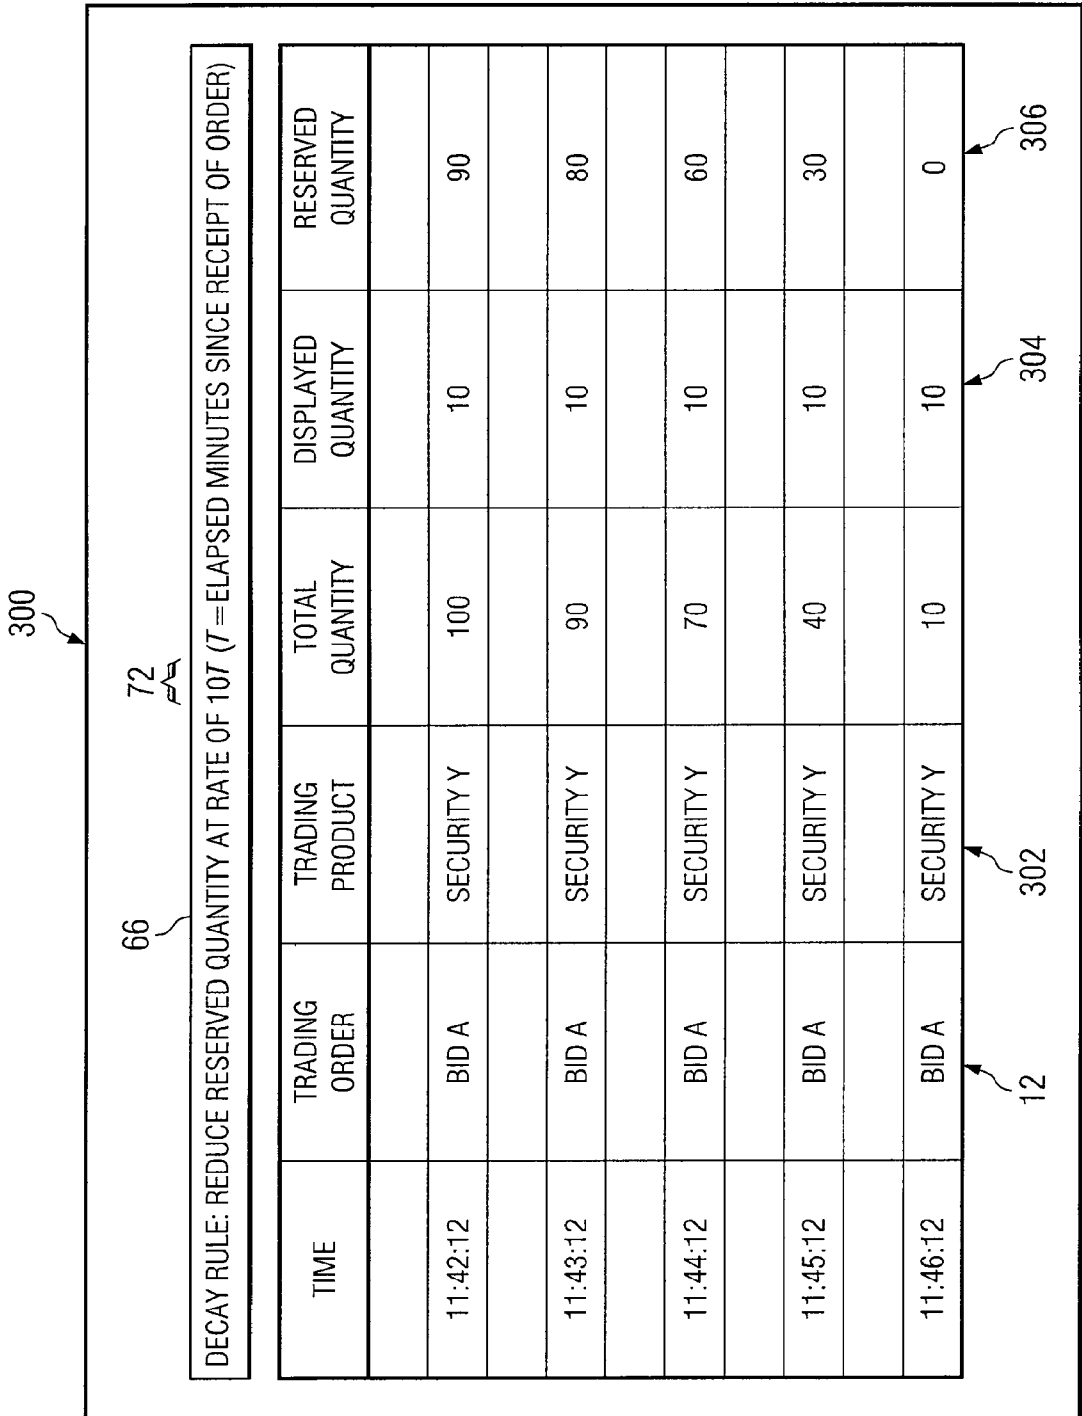 300
72
66
DECAY RULE: REDUCE RESERVED QUANTITY AT RATE OF 10T (T = ELAPSED MINUTES SINCE RECEIPT OF ORDER)
TIME TRADING ORDER TRADING PRODUCT TOTAL QUANTITY DISPLAYED QUANTITY RESERVED QUANTITY
11:42:12 BID A SECURITY Y 100 10 90
11:43:12 BID A SECURITY Y 90 10 80
11:44:12 BID A SECURITY Y 70 10 60
11:45:12 BID A SECURITY Y 40 10 30
11:46:12 BID A SECURITY Y 10 10 0
12 302 304 306